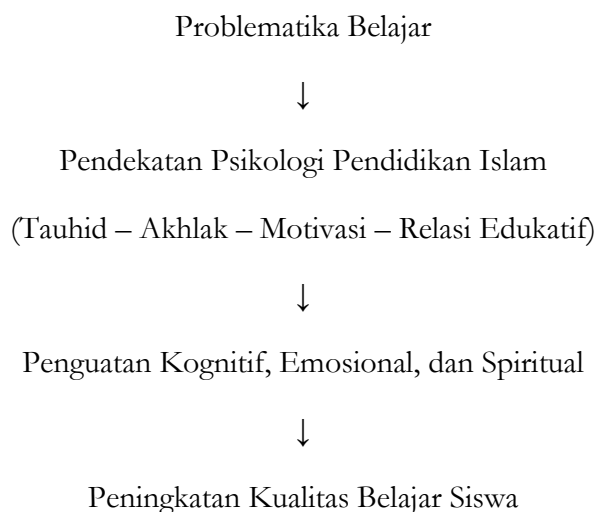 Problematika Belajar
↓
Pendekatan Psikologi Pendidikan Islam
(Tauhid – Akhlak – Motivasi – Relasi Edukatif)
↓
Penguatan Kognitif, Emosional, dan Spiritual
↓
Peningkatan Kualitas Belajar Siswa